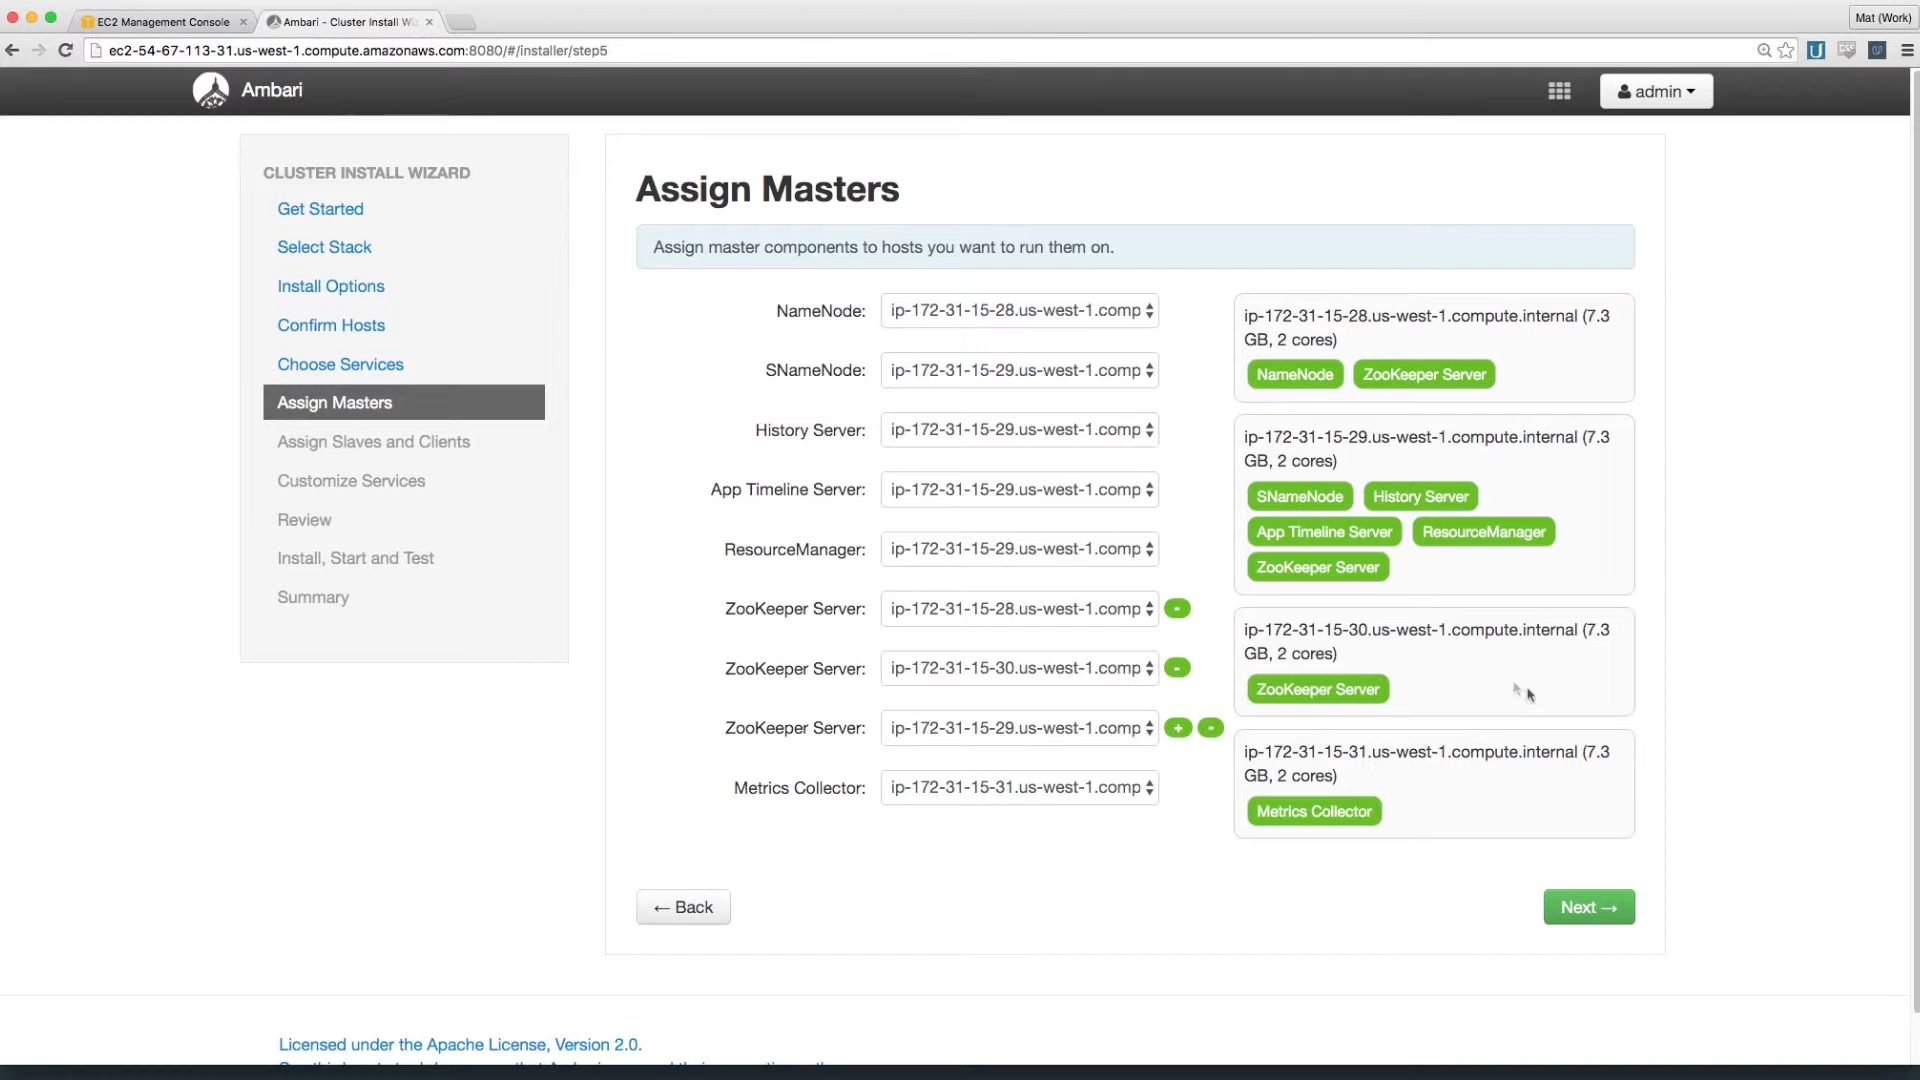 EC2 Management Console
Ambari - Cluster Install Wi
Mat (Work)
ec2-54-67-113-31.us-west-1.compute.amazonaws.com:8080/#/installer/step5
Ambari
admin
CLUSTER INSTALL WIZARD
Get Started
Select Stack
Install Options
Confirm Hosts
Choose Services
Assign Masters
Assign Slaves and Clients
Customize Services
Review
Install, Start and Test
Summary
Assign Masters
Assign master components to hosts you want to run them on.
NameNode: ip-172-31-15-28.us-west-1.comp
SNameNode: ip-172-31-15-29.us-west-1.comp
History Server: ip-172-31-15-29.us-west-1.comp
App Timeline Server: ip-172-31-15-29.us-west-1.comp
ResourceManager: ip-172-31-15-29.us-west-1.comp
ZooKeeper Server: ip-172-31-15-28.us-west-1.comp -
ZooKeeper Server: ip-172-31-15-30.us-west-1.comp -
ZooKeeper Server: ip-172-31-15-29.us-west-1.comp + -
Metrics Collector: ip-172-31-15-31.us-west-1.comp
ip-172-31-15-28.us-west-1.compute.internal (7.3
GB, 2 cores)
NameNode ZooKeeper Server
ip-172-31-15-29.us-west-1.compute.internal (7.3
GB, 2 cores)
SNameNode History Server
App Timeline Server ResourceManager
ZooKeeper Server
ip-172-31-15-30.us-west-1.compute.internal (7.3
GB, 2 cores)
ZooKeeper Server
ip-172-31-15-31.us-west-1.compute.internal (7.3
GB, 2 cores)
Metrics Collector
← Back
Next →
Licensed under the Apache License, Version 2.0.